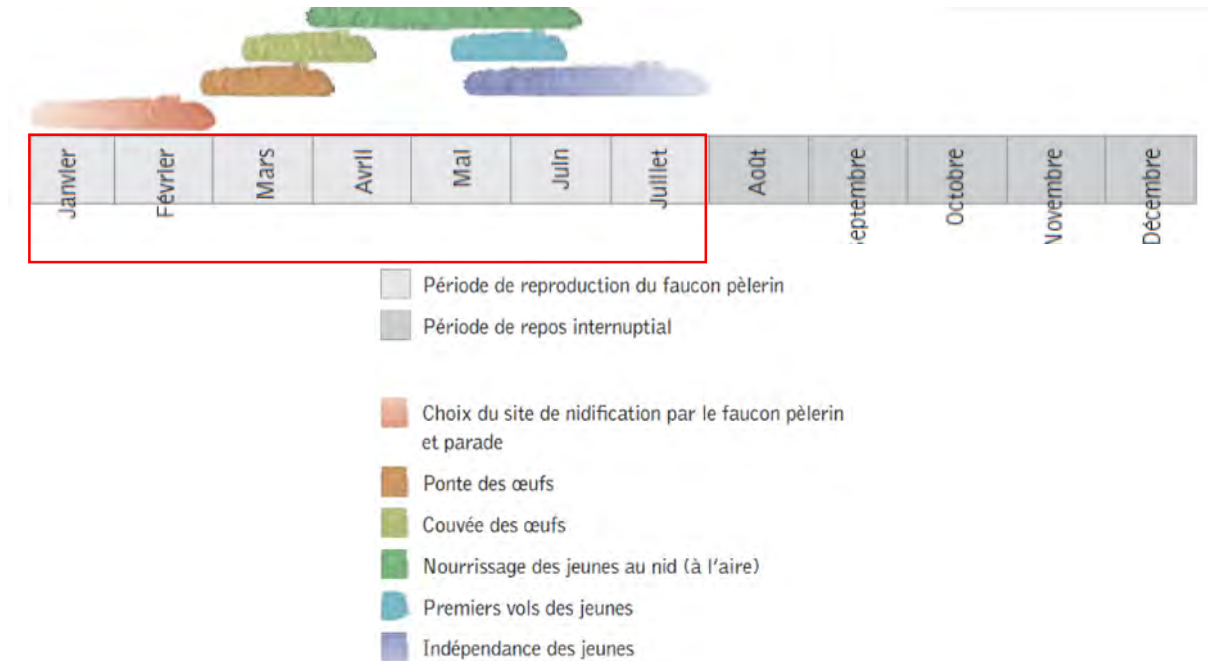 Janvier
Février
Mars
Avril
Mai
Juin
Juillet
Août
Septembre
Octobre
Novembre
Décembre
Période de reproduction du faucon pèlerin
Période de repos internuptial
Choix du site de nidification par le faucon pèlerin
et parade
Ponte des œufs
Couvée des œufs
Nourrissage des jeunes au nid (à l'aire)
Premiers vols des jeunes
Indépendance des jeunes